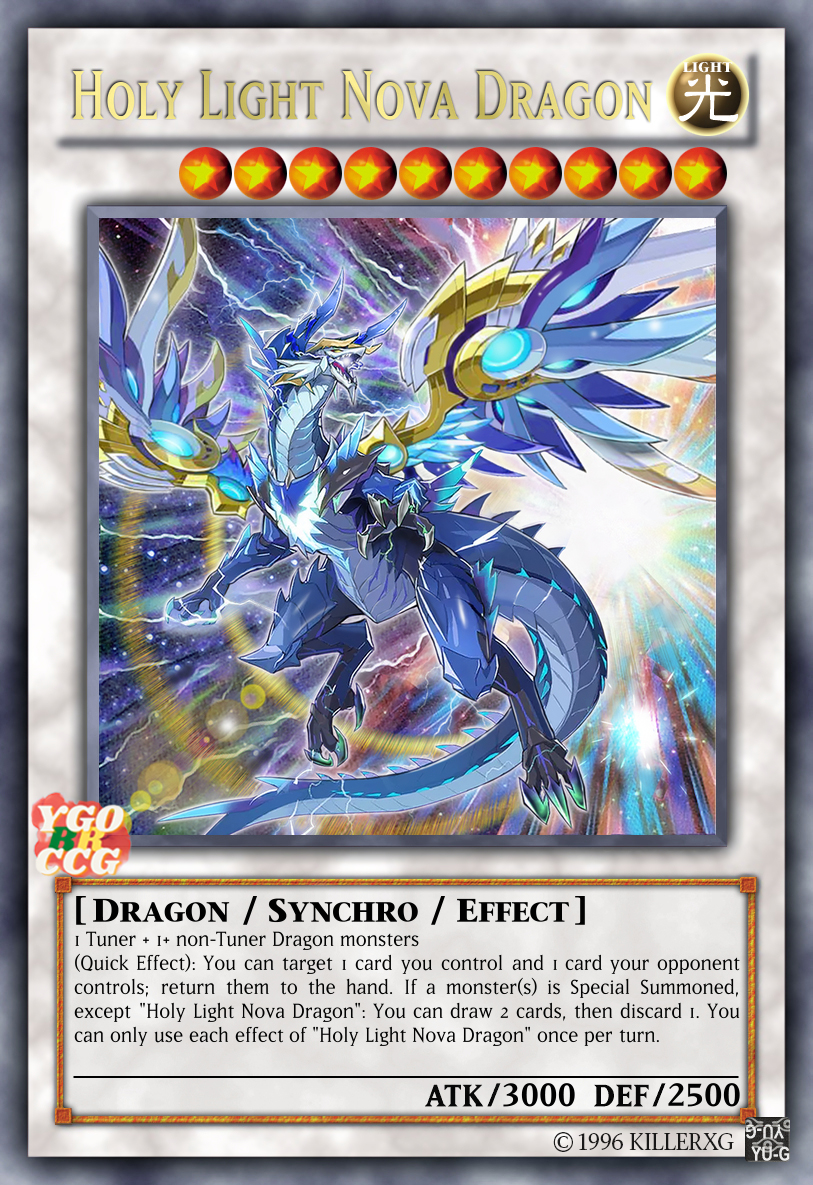 Holy Light Nova Dragon
LIGHT
光
YGO
BR
CCG
[ Dragon / Synchro / Effect ]
1 Tuner + 1+ non-Tuner Dragon monsters
(Quick Effect): You can target 1 card you control and 1 card your opponent
controls; return them to the hand. If a monster(s) is Special Summoned,
except "Holy Light Nova Dragon": You can draw 2 cards, then discard 1. You
can only use each effect of "Holy Light Nova Dragon" once per turn.
ATK/3000 DEF/2500
© 1996 KILLERXG
YU-G